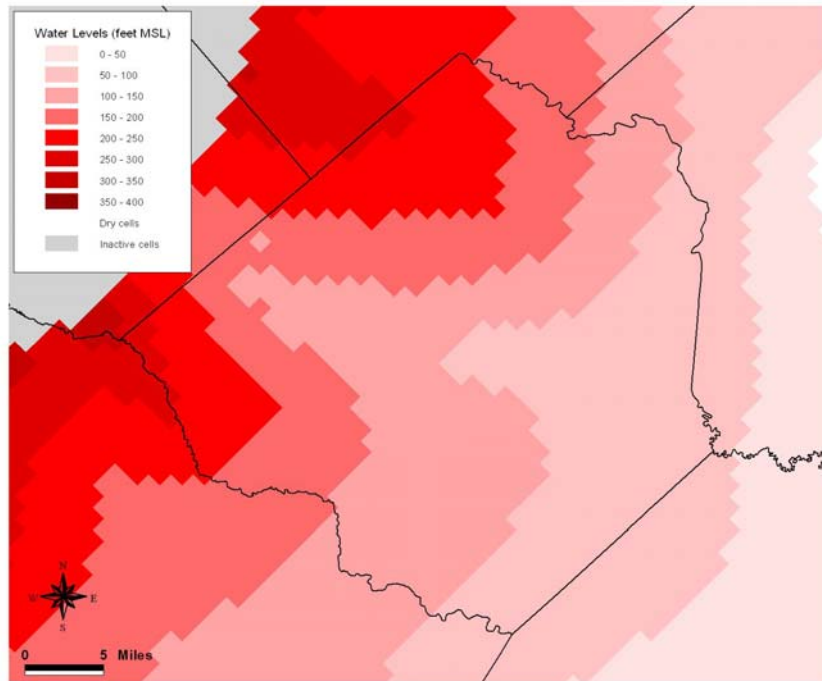 Water Levels (feet MSL)
0 - 50
50 - 100
100 - 150
150 - 200
200 - 250
250 - 300
300 - 350
350 - 400
Dry cells
Inactive cells
N
W E
S
0 5 Miles